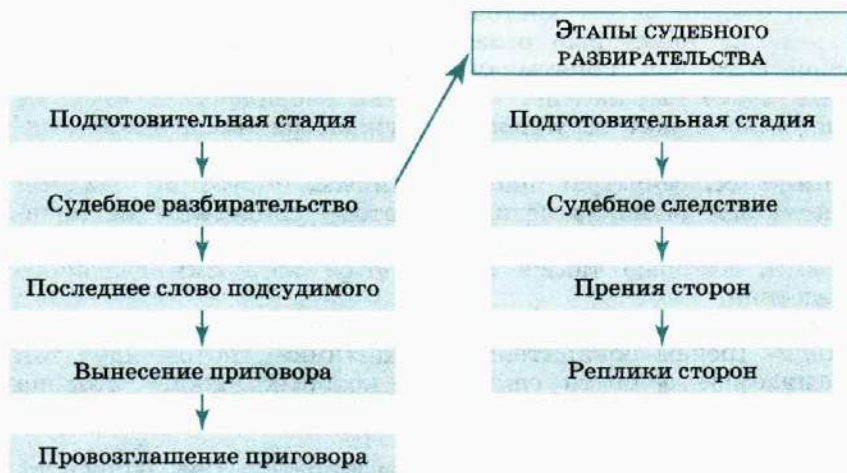 Этапы судебного
разбирательства
Подготовительная стадия
Судебное разбирательство
Последнее слово подсудимого
Вынесение приговора
Провозглашение приговора
Подготовительная стадия
Судебное следствие
Прения сторон
Реплики сторон